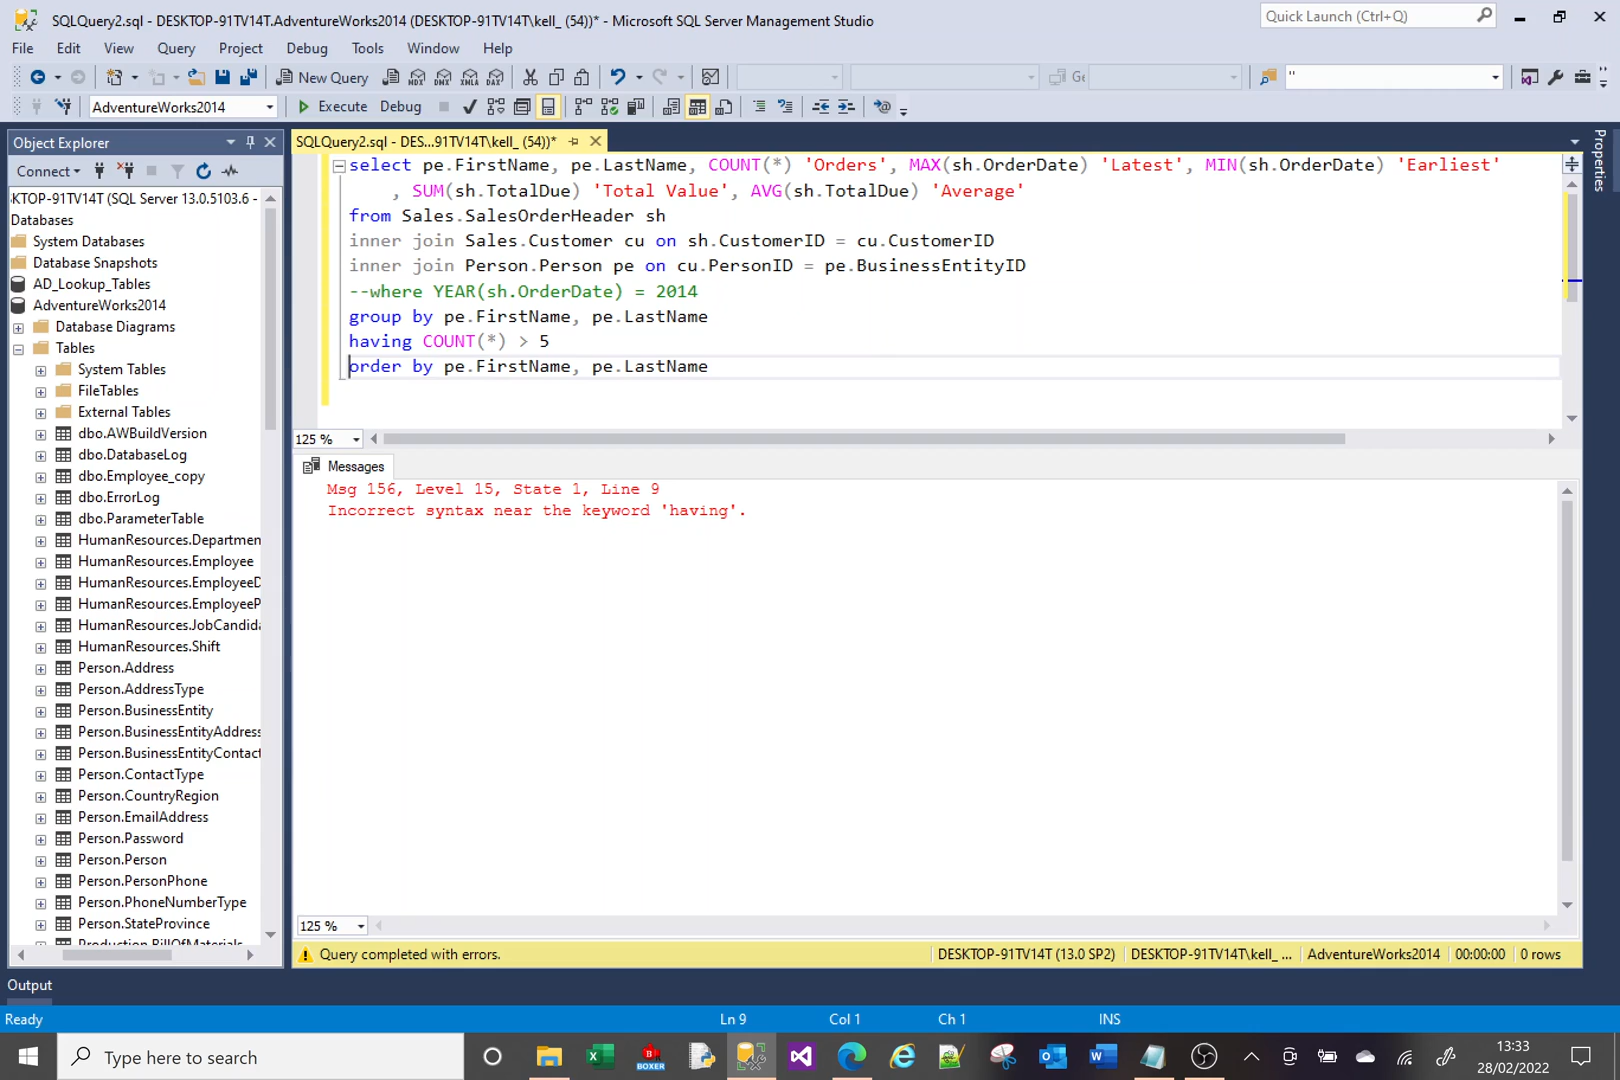 SQLQuery2.sql - DESKTOP-91TV14T.AdventureWorks2014 (DESKTOP-91TV14T\kell_ (54))* - Microsoft SQL Server Management Studio
Quick Launch (Ctrl+Q)
File Edit View Query Project Debug Tools Window Help
New Query MDX DMX XMLA DAX Ge ''
AdventureWorks2014 Execute Debug
Object Explorer
SQLQuery2.sql - DES...91TV14T\kell_ (54))*
Properties
Connect
KTOP-91TV14T (SQL Server 13.0.5103.6 -
Databases
System Databases
Database Snapshots
AD_Lookup_Tables
AdventureWorks2014
Database Diagrams
Tables
System Tables
FileTables
External Tables
dbo.AWBuildVersion
dbo.DatabaseLog
dbo.Employee_copy
dbo.ErrorLog
dbo.ParameterTable
HumanResources.Departmen
HumanResources.Employee
HumanResources.EmployeeD
HumanResources.EmployeeP
HumanResources.JobCandida
HumanResources.Shift
Person.Address
Person.AddressType
Person.BusinessEntity
Person.BusinessEntityAddress
Person.BusinessEntityContact
Person.ContactType
Person.CountryRegion
Person.EmailAddress
Person.Password
Person.Person
Person.PersonPhone
Person.PhoneNumberType
Person.StateProvince
Production.BillOfMaterials
select pe.FirstName, pe.LastName, COUNT(*) 'Orders', MAX(sh.OrderDate) 'Latest', MIN(sh.OrderDate) 'Earliest'
, SUM(sh.TotalDue) 'Total Value', AVG(sh.TotalDue) 'Average'
from Sales.SalesOrderHeader sh
inner join Sales.Customer cu on sh.CustomerID = cu.CustomerID
inner join Person.Person pe on cu.PersonID = pe.BusinessEntityID
--where YEAR(sh.OrderDate) = 2014
group by pe.FirstName, pe.LastName
having COUNT(*) > 5
order by pe.FirstName, pe.LastName
125 %
Messages
Msg 156, Level 15, State 1, Line 9
Incorrect syntax near the keyword 'having'.
125 %
Query completed with errors. DESKTOP-91TV14T (13.0 SP2) DESKTOP-91TV14T\kell_ ... AdventureWorks2014 00:00:00 0 rows
Output
Ready Ln 9 Col 1 Ch 1 INS
Type here to search
BOXER
13:33
28/02/2022